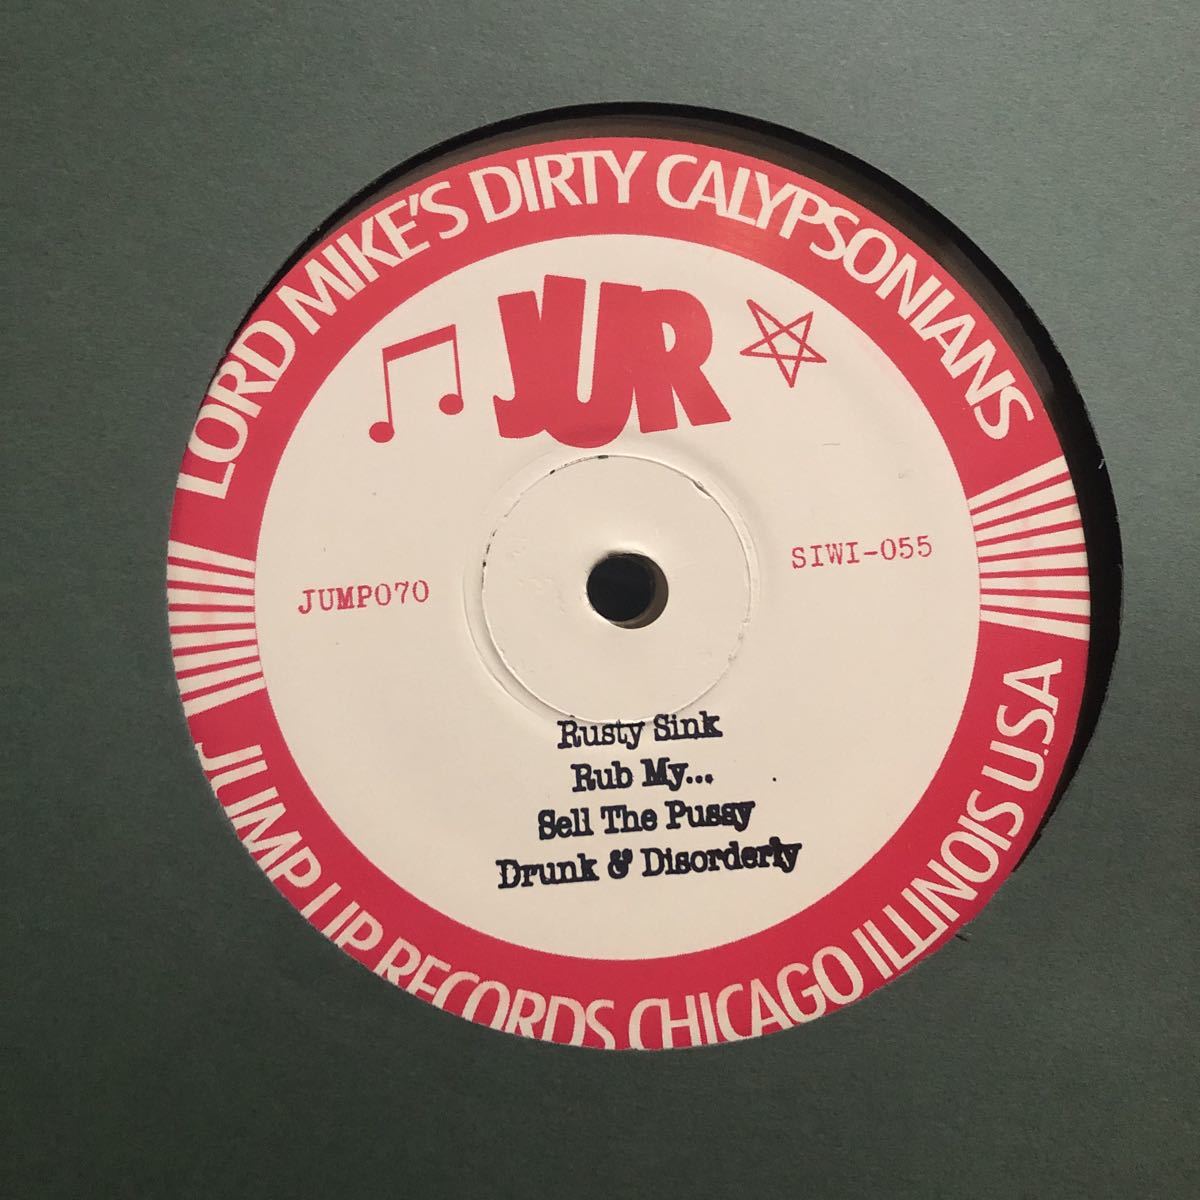 LORD MIKE'S DIRTY CALYPSONIANS
JUR
JUMP070
SIWI-055
Rusty Sink
Rub My...
Sell The Pussy
Drunk & Disorderly
JUMP UP RECORDS CHICAGO ILLINOIS U.S.A